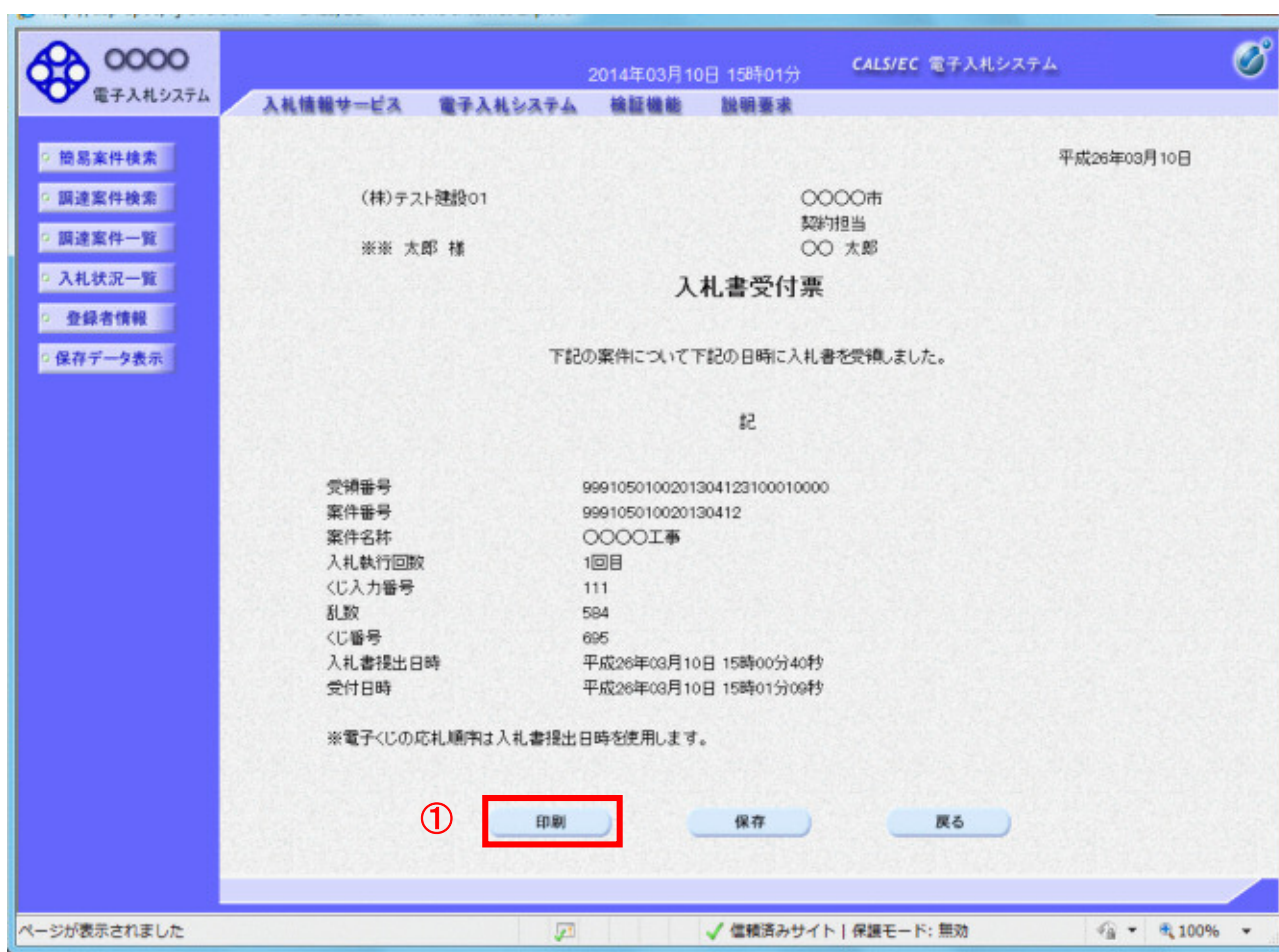 〇〇〇〇
電子入札システム
2014年03月10日 15時01分
CALS/EC 電子入札システム
入札情報サービス 電子入札システム 検証機能 説明要求
簡易案件検索
調達案件検索
調達案件一覧
入札状況一覧
登録者情報
保存データ表示
平成26年03月10日
(株)テスト建設01
〇〇〇〇市
契約担当
※※ 太郎 様
〇〇 太郎
入札書受付票
下記の案件について下記の日時に入札書を受領しました。
記
受領番号 9991050100201304123100010000
案件番号 999105010020130412
案件名称 〇〇〇〇工事
入札執行回数 1回目
くじ入力番号 111
乱数 584
くじ番号 695
入札書提出日時 平成26年03月10日 15時00分40秒
受付日時 平成26年03月10日 15時01分09秒
※電子くじの応札順序は入札書提出日時を使用します。
① 印刷 保存 戻る
ページが表示されました 信頼済みサイト | 保護モード: 無効 100%